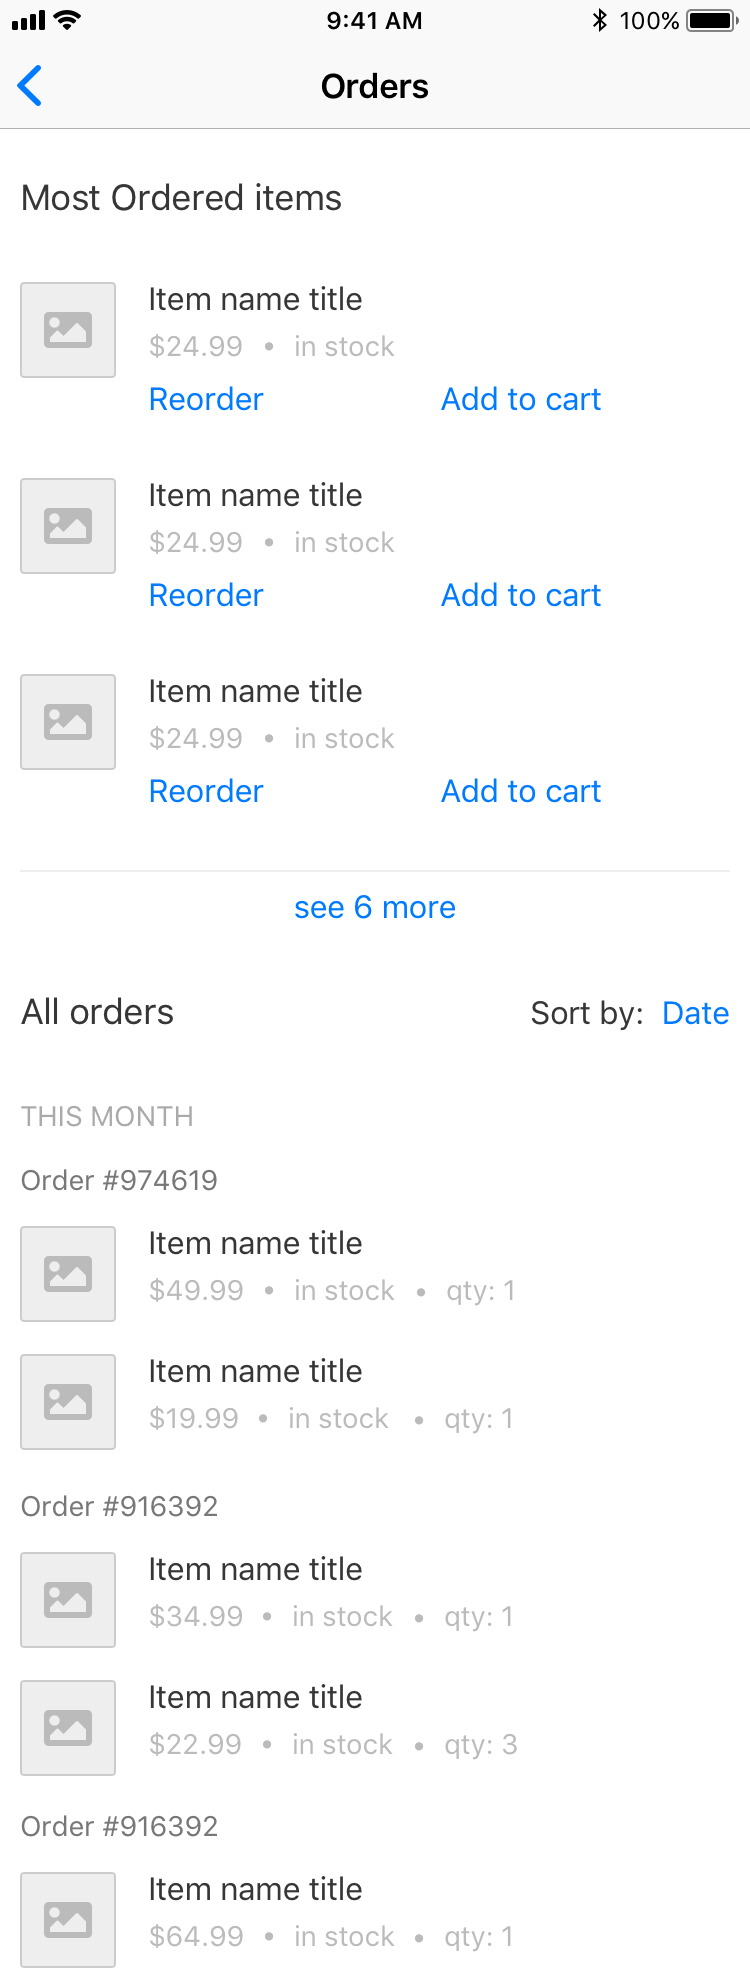 9:41 AM 100%
Orders
Most Ordered items
Item name title
$24.99 • in stock
Reorder Add to cart
Item name title
$24.99 • in stock
Reorder Add to cart
Item name title
$24.99 • in stock
Reorder Add to cart
see 6 more
All orders Sort by: Date
THIS MONTH
Order #974619
Item name title
$49.99 • in stock • qty: 1
Item name title
$19.99 • in stock • qty: 1
Order #916392
Item name title
$34.99 • in stock • qty: 1
Item name title
$22.99 • in stock • qty: 3
Order #916392
Item name title
$64.99 • in stock • qty: 1